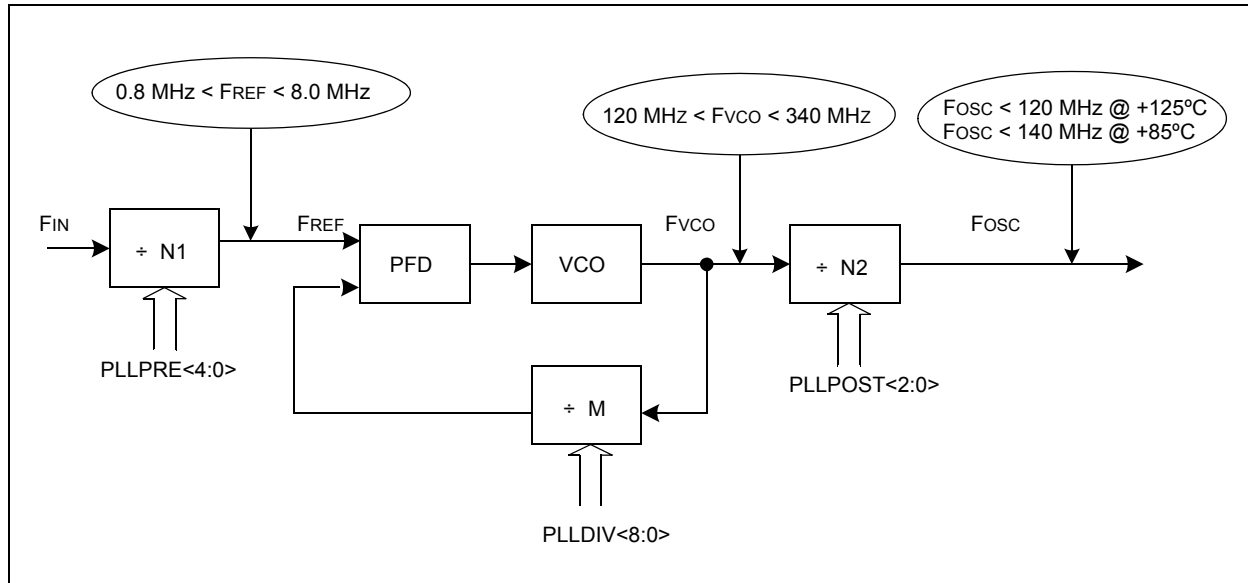 0.8 MHz < FREF < 8.0 MHz
120 MHZ < FVCO < 340 MHZ
FOSC < 120 MHz @ +125ºC
FOSC < 140 MHz @ +85ºC
FIN
÷ N1
FREF
PFD
VCO
FVCO
÷ N2
FOSC
PLLPRE<4:0>
PLLPOST<2:0>
÷ M
PLLDIV<8:0>